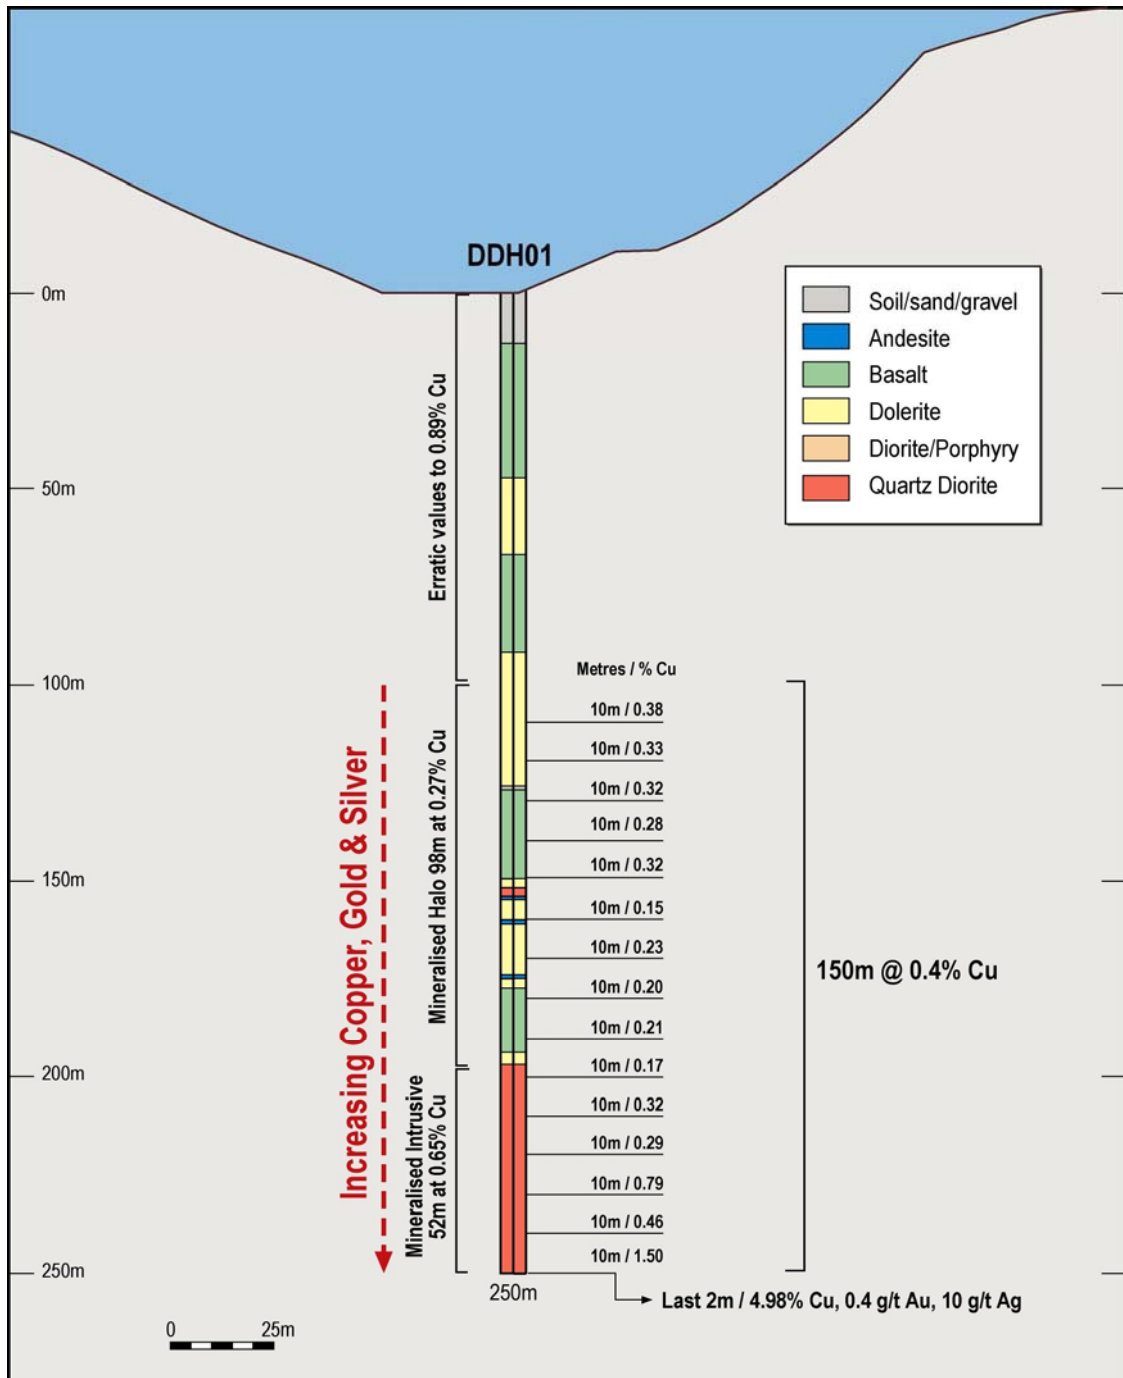 DDH01
0m
50m
100m
150m
200m
250m
Soil/sand/gravel
Andesite
Basalt
Dolerite
Diorite/Porphyry
Quartz Diorite
Erratic values to 0.89% Cu
Mineralised Halo 98m at 0.27% Cu
Mineralised Intrusive
52m at 0.65% Cu
Increasing Copper, Gold & Silver
Metres / % Cu
10m / 0.38
10m / 0.33
10m / 0.32
10m / 0.28
10m / 0.32
10m / 0.15
10m / 0.23
10m / 0.20
10m / 0.21
10m / 0.17
10m / 0.32
10m / 0.29
10m / 0.79
10m / 0.46
10m / 1.50
150m @ 0.4% Cu
250m
Last 2m / 4.98% Cu, 0.4 g/t Au, 10 g/t Ag
0 25m